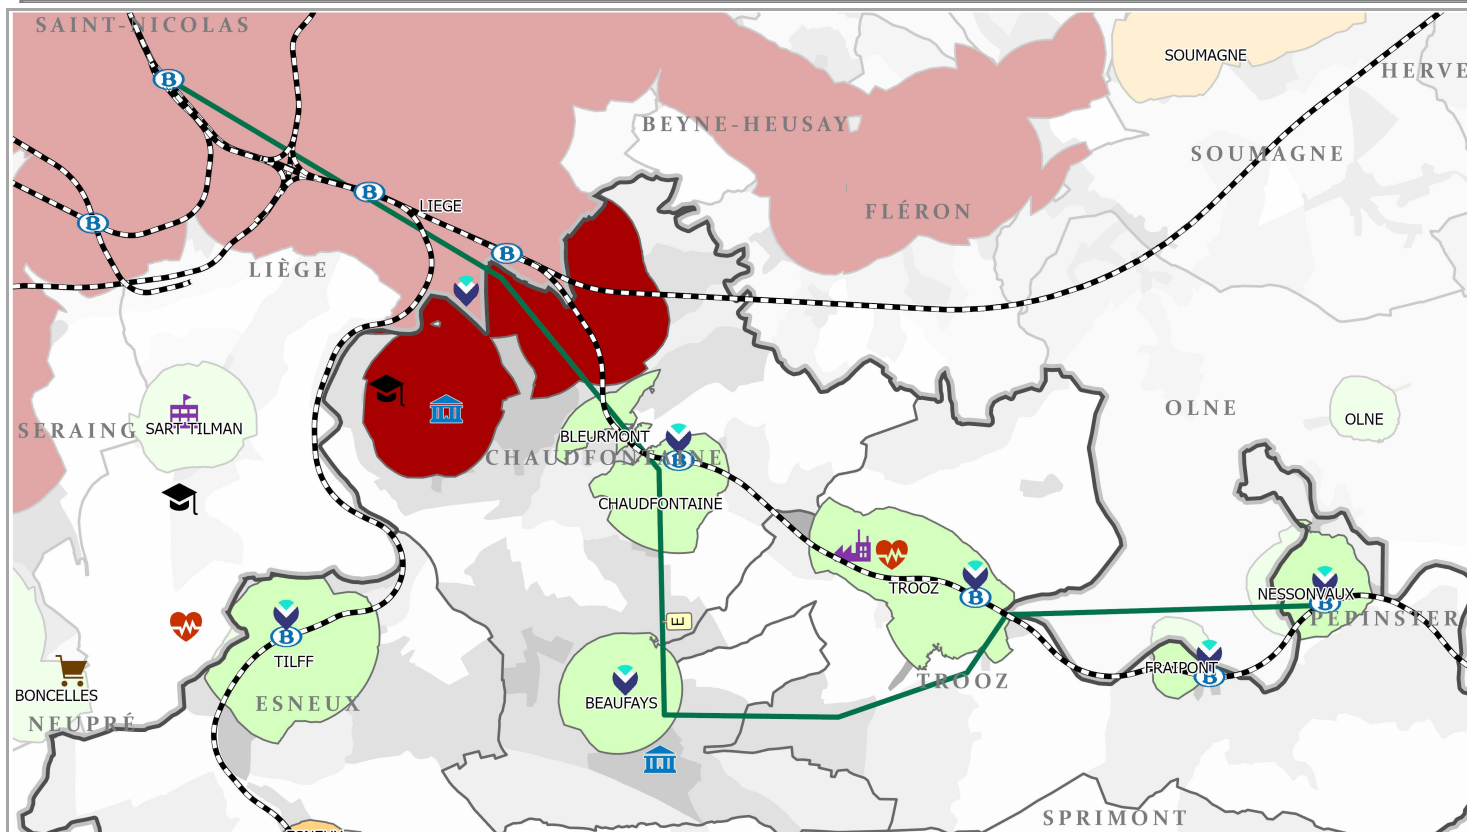 SAINT-NICOLAS
SOUMAGNE
HERVE
B
BEYNE-HEUSAY
SOUMAGNE
B
LIEGE
FLÉRON
B
B
LIÈGE
OLNE
OLNE
SERAING
SART TILMAN
BLEURMONT
CHAUDFONTAINE
B
CHAUDFONTAINE
TROOZ
B
NESSONVAUX
B
PEPINSTER
E
B
TILFF
FRAIPONT
B
BONCELLES
BEAUFAYS
TROOZ
ESNEUX
NEUPRÉ
SPRIMONT
ESNEUX